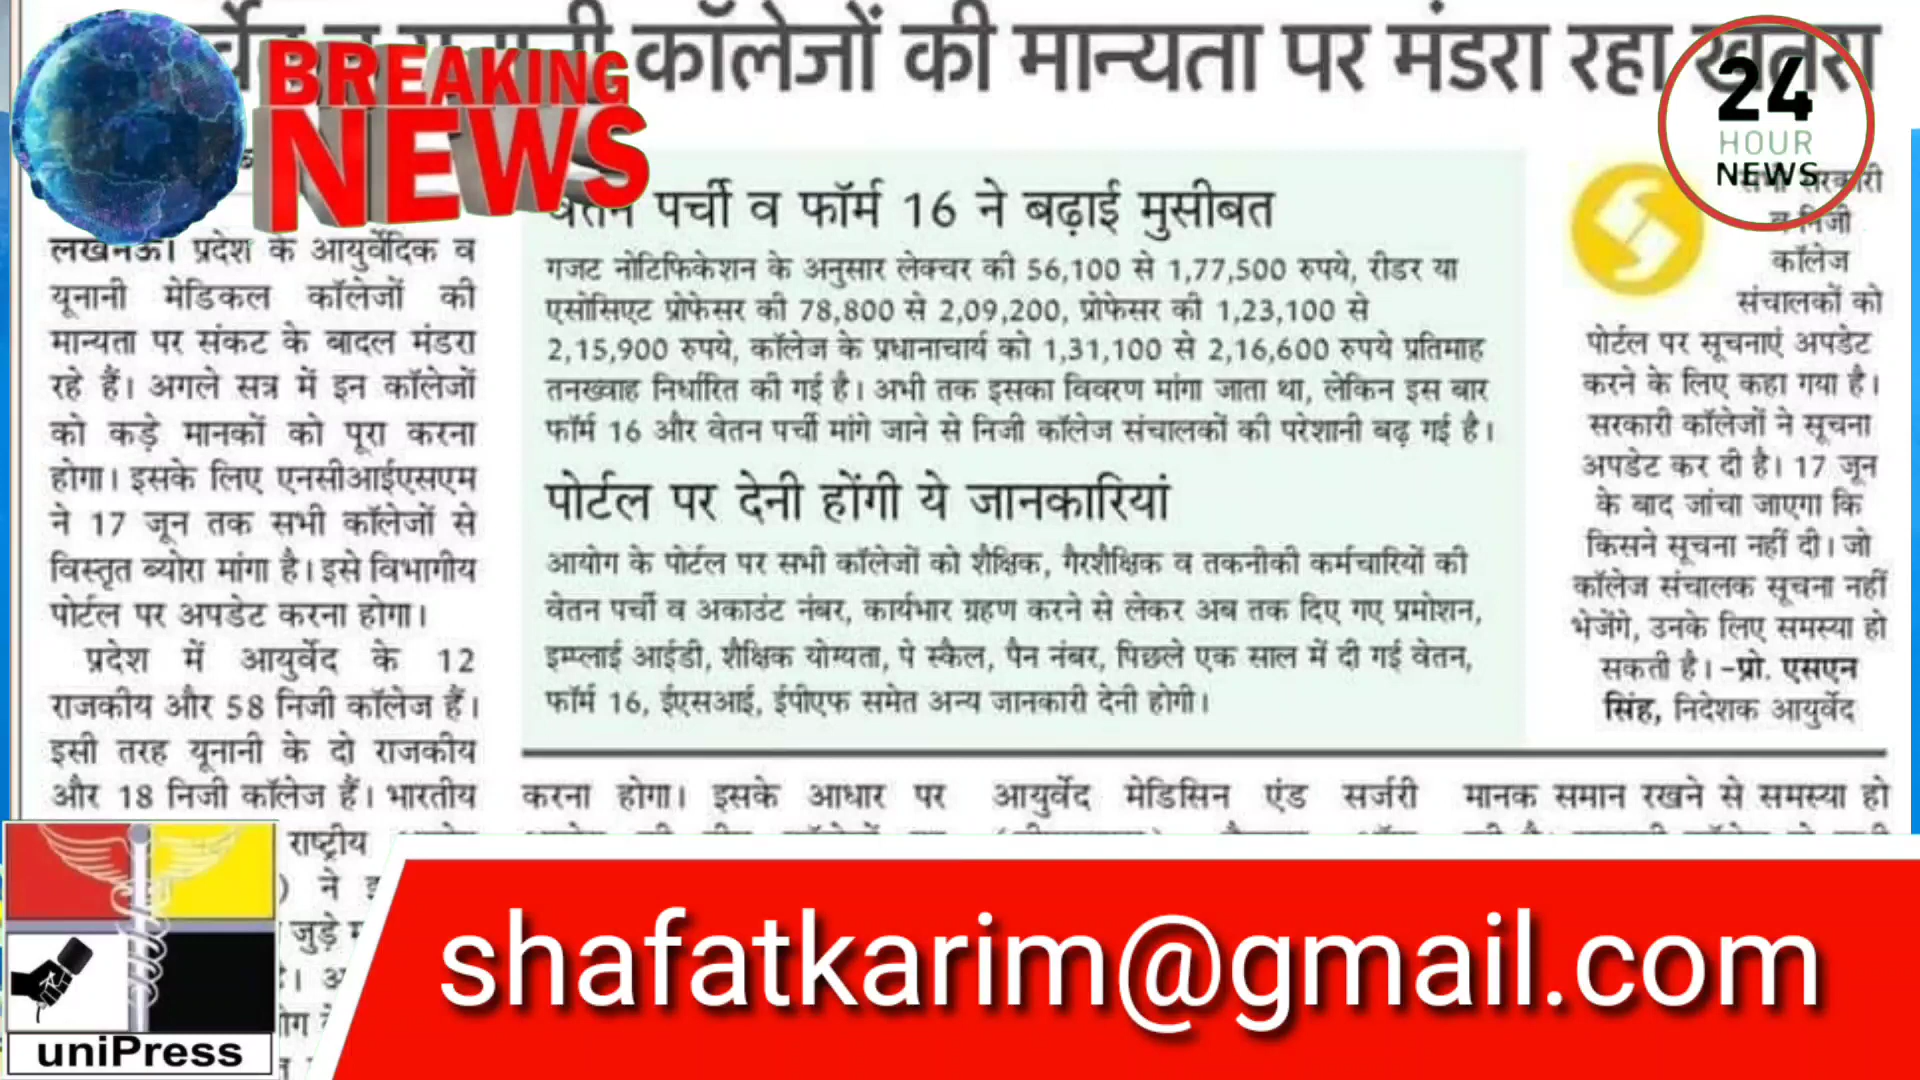 कॉलेजों की मान्यता पर मंडरा रहा खतरा
BREAKING
NEWS
24
HOUR
NEWS
लखनऊ। प्रदेश के आयुर्वेदिक व
यूनानी मेडिकल कॉलेजों की
मान्यता पर संकट के बादल मंडरा
रहे हैं। अगले सत्र में इन कॉलेजों
को कड़े मानकों को पूरा करना
होगा। इसके लिए एनसीआईएसएम
ने 17 जून तक सभी कॉलेजों से
विस्तृत ब्योरा मांगा है। इसे विभागीय
पोर्टल पर अपडेट करना होगा।
प्रदेश में आयुर्वेद के 12
राजकीय और 58 निजी कॉलेज हैं।
इसी तरह यूनानी के दो राजकीय
और 18 निजी कॉलेज हैं। भारतीय
राष्ट्रीय
) ने
जुड़े
वेतन पर्ची व फॉर्म 16 ने बढ़ाई मुसीबत
गजट नोटिफिकेशन के अनुसार लेक्चर की 56,100 से 1,77,500 रुपये, रीडर या
एसोसिएट प्रोफेसर की 78,800 से 2,09,200, प्रोफेसर की 1,23,100 से
2,15,900 रुपये, कॉलेज के प्रधानाचार्य को 1,31,100 से 2,16,600 रुपये प्रतिमाह
तनख्वाह निर्धारित की गई है। अभी तक इसका विवरण मांगा जाता था, लेकिन इस बार
फॉर्म 16 और वेतन पर्ची मांगे जाने से निजी कॉलेज संचालकों की परेशानी बढ़ गई है।
पोर्टल पर देनी होंगी ये जानकारियां
आयोग के पोर्टल पर सभी कॉलेजों को शैक्षिक, गैरशैक्षिक व तकनीकी कर्मचारियों की
वेतन पर्ची व अकाउंट नंबर, कार्यभार ग्रहण करने से लेकर अब तक दिए गए प्रमोशन,
इम्प्लाई आईडी, शैक्षिक योग्यता, पे स्कैल, पैन नंबर, पिछले एक साल में दी गई वेतन,
फॉर्म 16, ईएसआई, ईपीएफ समेत अन्य जानकारी देनी होगी।
सभी सरकारी
व निजी
कॉलेज
संचालकों को
पोर्टल पर सूचनाएं अपडेट
करने के लिए कहा गया है।
सरकारी कॉलेजों ने सूचना
अपडेट कर दी है। 17 जून
के बाद जांचा जाएगा कि
किसने सूचना नहीं दी। जो
कॉलेज संचालक सूचना नहीं
भेजेंगे, उनके लिए समस्या हो
सकती है। -प्रो. एसएन
सिंह, निदेशक आयुर्वेद
करना होगा। इसके आधार पर
आयुर्वेद मेडिसिन एंड सर्जरी
मानक समान रखने से समस्या हो
uniPress
shafatkarim@gmail.com